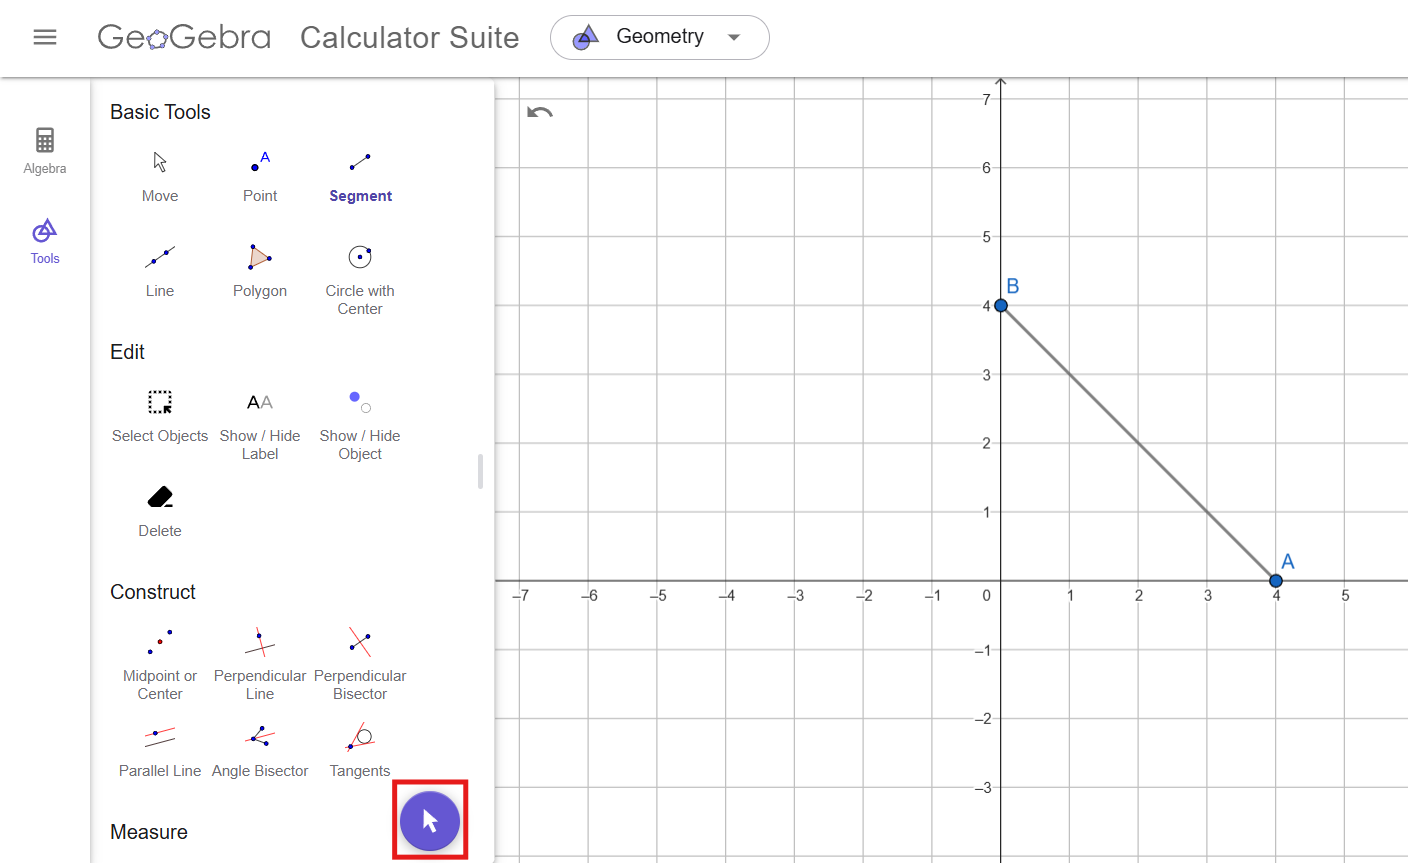 GeoGebra Calculator Suite Geometry
Algebra
Tools
Basic Tools
Move Point Segment
Line Polygon Circle with
Center
Edit
Select Objects Show / Hide Show / Hide
Label Object
Delete
Construct
Midpoint or Perpendicular Perpendicular
Center Line Bisector
Parallel Line Angle Bisector Tangents
Measure
7
6
5
B
4
3
2
1
A
–7 –6 –5 –4 –3 –2 –1 0 1 2 3 4 5
–1
–2
–3